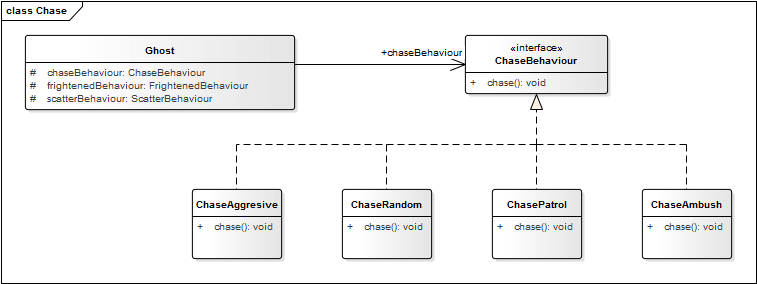 class Chase
Ghost
# chaseBehaviour: ChaseBehaviour
# frightenedBehaviour: FrightenedBehaviour
# scatterBehaviour: ScatterBehaviour
+chaseBehaviour
«interface»
ChaseBehaviour
+ chase(): void
ChaseAggresive
+ chase(): void
ChaseRandom
+ chase(): void
ChasePatrol
+ chase(): void
ChaseAmbush
+ chase(): void